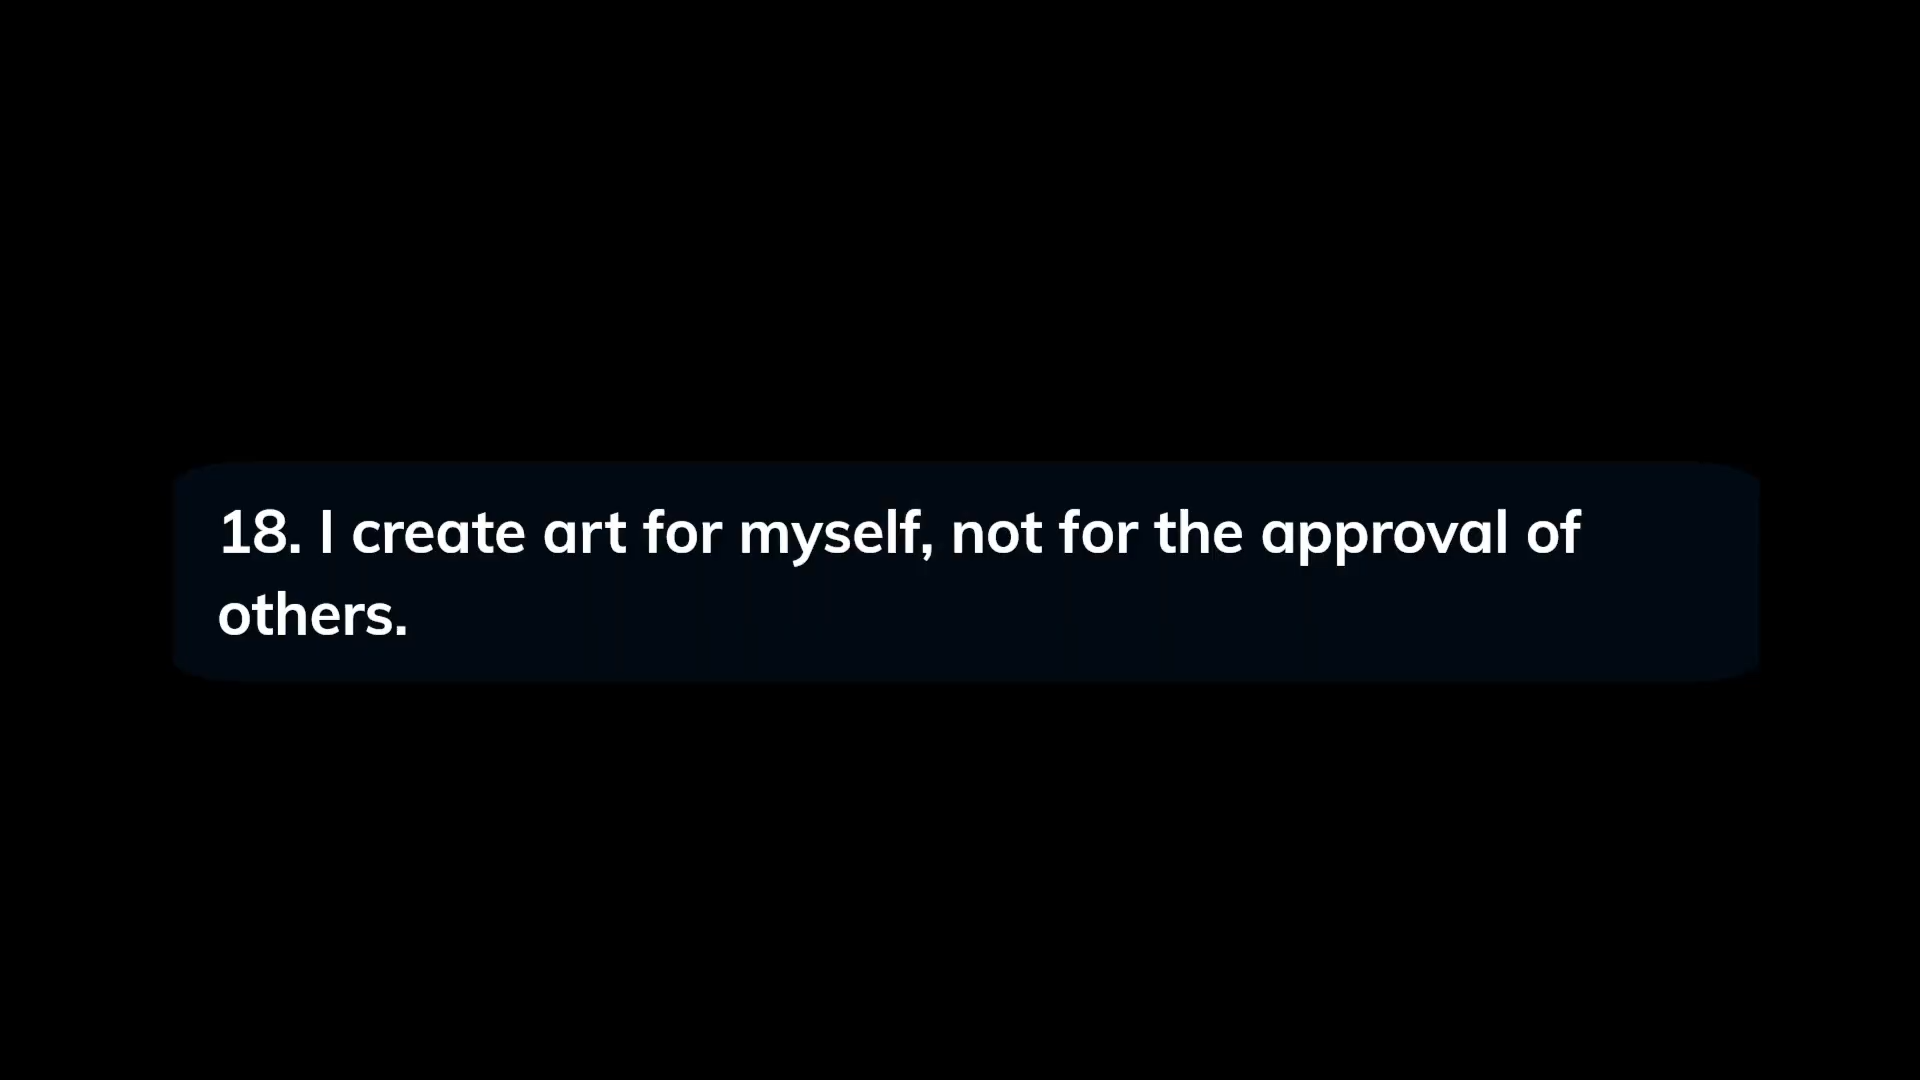 18. I create art for myself, not for the approval of
others.